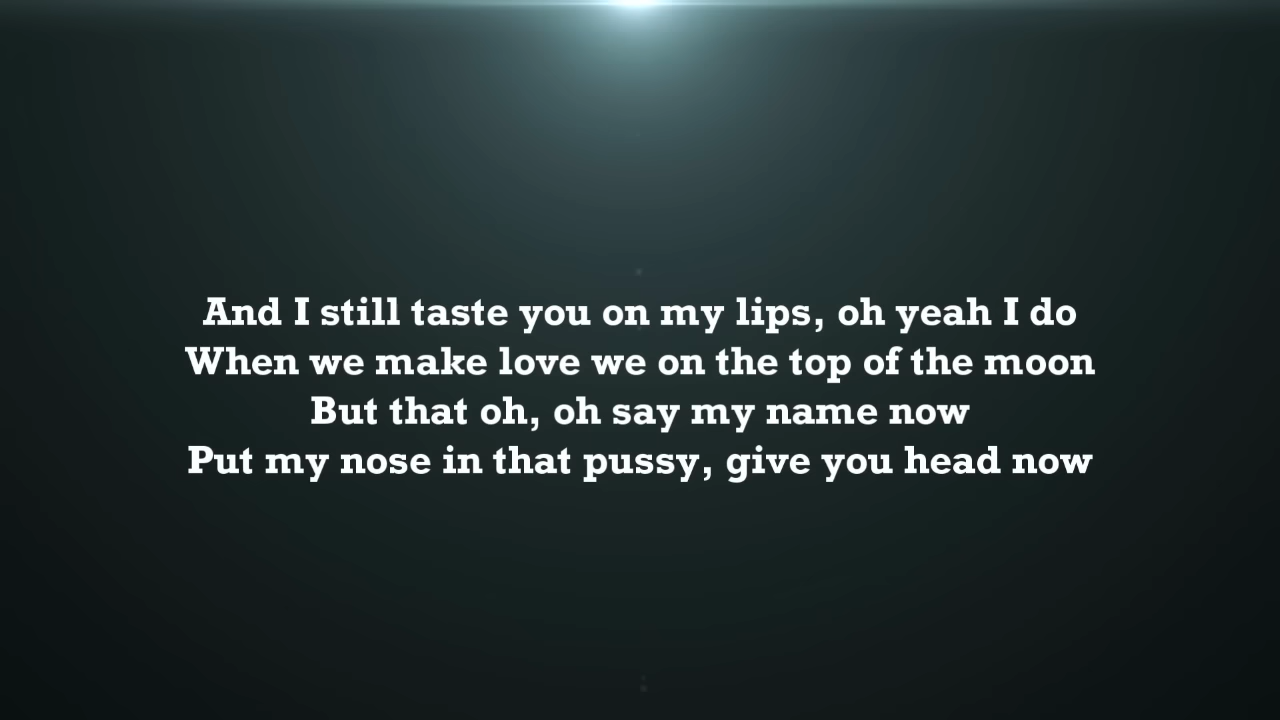 And I still taste you on my lips, oh yeah I do
When we make love we on the top of the moon
But that oh, oh say my name now
Put my nose in that pussy, give you head now